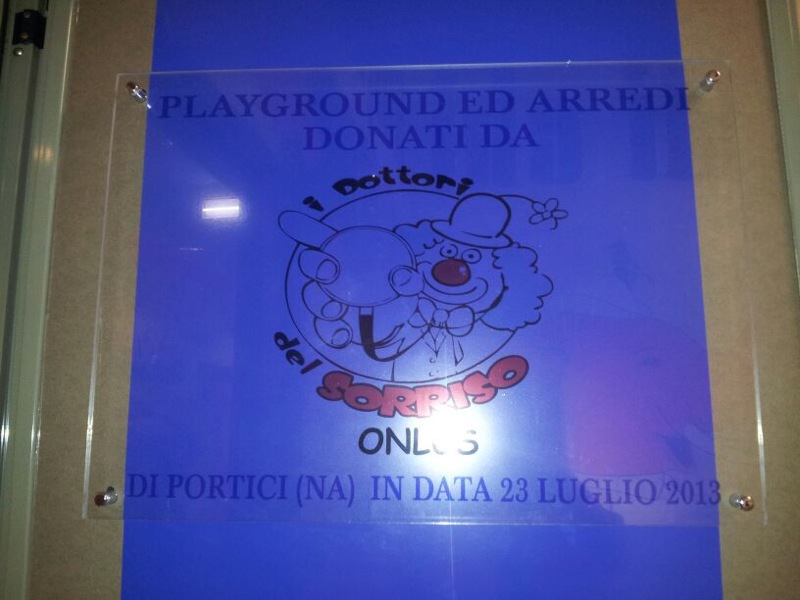 PLAYGROUND ED ARREDI
DONATI DA
i Dottori
del SORRISO
ONLUS
DI PORTICI (NA) IN DATA 23 LUGLIO 2013